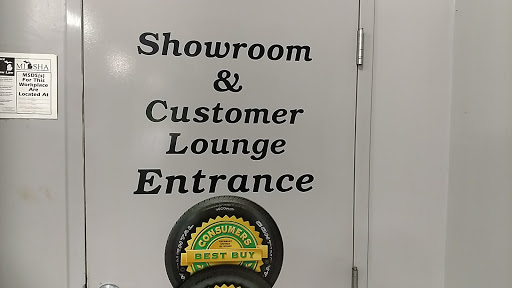 MIOSHA
MSDS(s)
For This
Workplace
Are
Located At
Showroom
&
Customer
Lounge
Entrance
CONSUMERS
BEST BUY